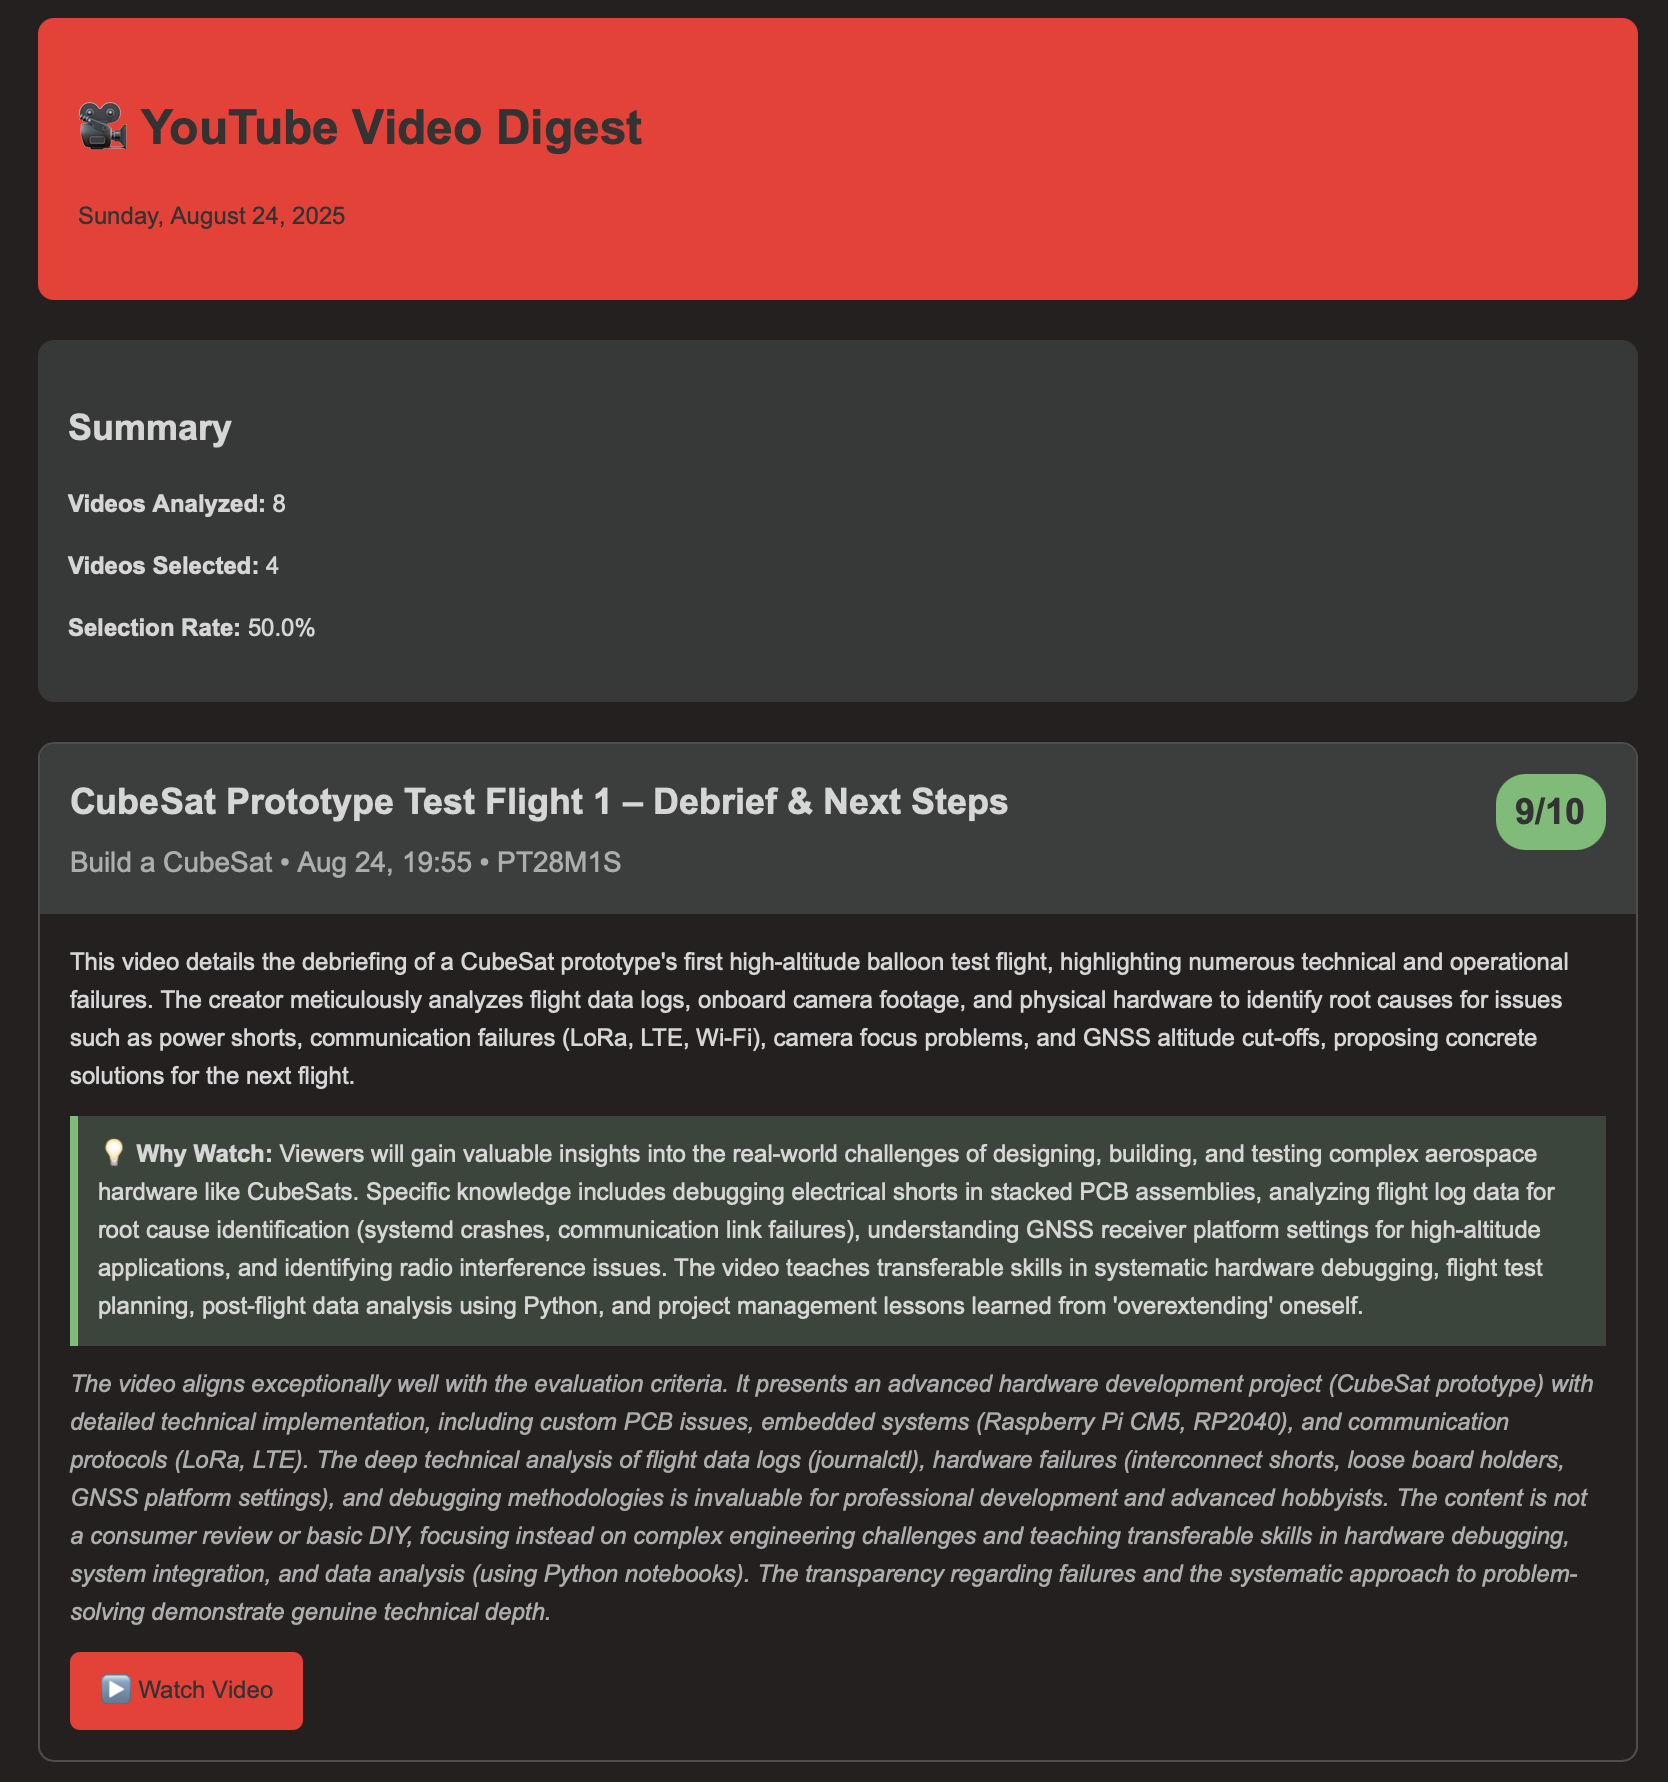 YouTube Video Digest
Sunday, August 24, 2025
Summary
Videos Analyzed: 8
Videos Selected: 4
Selection Rate: 50.0%
CubeSat Prototype Test Flight 1 – Debrief & Next Steps
9/10
Build a CubeSat • Aug 24, 19:55 • PT28M1S
This video details the debriefing of a CubeSat prototype's first high-altitude balloon test flight, highlighting numerous technical and operational
failures. The creator meticulously analyzes flight data logs, onboard camera footage, and physical hardware to identify root causes for issues
such as power shorts, communication failures (LoRa, LTE, Wi-Fi), camera focus problems, and GNSS altitude cut-offs, proposing concrete
solutions for the next flight.
💡 Why Watch: Viewers will gain valuable insights into the real-world challenges of designing, building, and testing complex aerospace
hardware like CubeSats. Specific knowledge includes debugging electrical shorts in stacked PCB assemblies, analyzing flight log data for
root cause identification (systemd crashes, communication link failures), understanding GNSS receiver platform settings for high-altitude
applications, and identifying radio interference issues. The video teaches transferable skills in systematic hardware debugging, flight test
planning, post-flight data analysis using Python, and project management lessons learned from 'overextending' oneself.
The video aligns exceptionally well with the evaluation criteria. It presents an advanced hardware development project (CubeSat prototype) with
detailed technical implementation, including custom PCB issues, embedded systems (Raspberry Pi CM5, RP2040), and communication
protocols (LoRa, LTE). The deep technical analysis of flight data logs (journalctl), hardware failures (interconnect shorts, loose board holders,
GNSS platform settings), and debugging methodologies is invaluable for professional development and advanced hobbyists. The content is not
a consumer review or basic DIY, focusing instead on complex engineering challenges and teaching transferable skills in hardware debugging,
system integration, and data analysis (using Python notebooks). The transparency regarding failures and the systematic approach to problem-
solving demonstrate genuine technical depth.
▶️ Watch Video